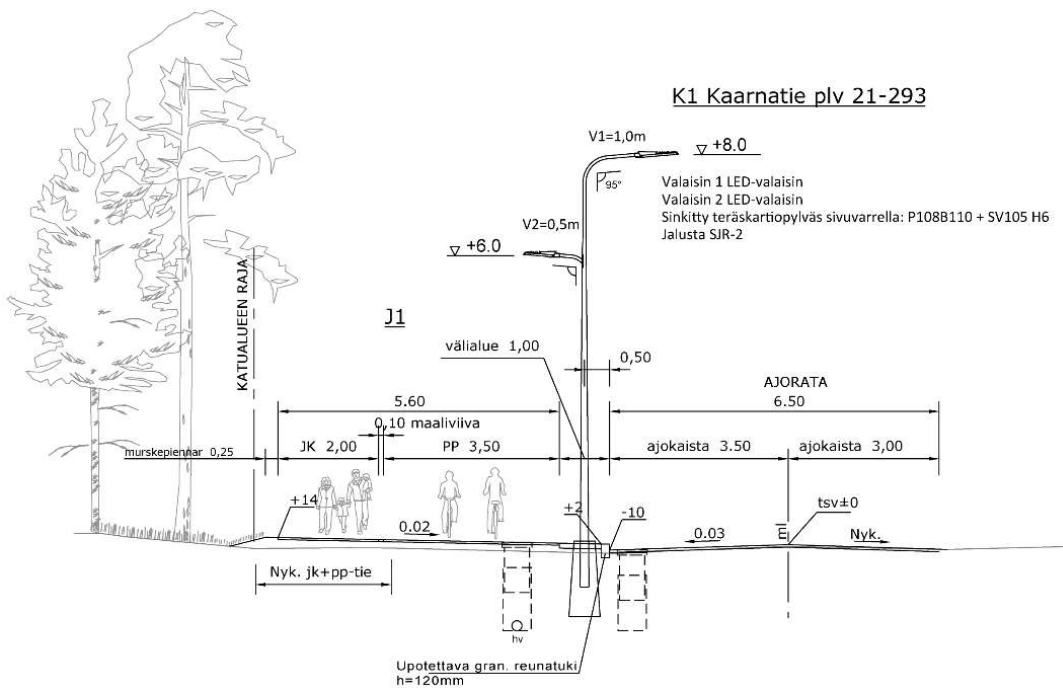 K1 Kaarnatie plv 21-293
V1=1,0m
+8.0
95°
Valaisin 1 LED-valaisin
Valaisin 2 LED-valaisin
Sinkitty teräskartiopylväs sivuvarrella: P108B110 + SV105 H6
Jalusta SJR-2
V2=0,5m
+6.0
KATUALUEEN RAJA
J1
välialue 1,00
0,50
AJORATA
5.60
6.50
0,10 maaliviiva
murskepiennar 0,25
JK 2,00
PP 3,50
ajokaista 3.50
ajokaista 3,00
+14
+2
-10
tsv±0
0.02
0.03
ml
Nyk.
Nyk. jk+pp-tie
hv
Upotettava gran. reunatuki
h=120mm